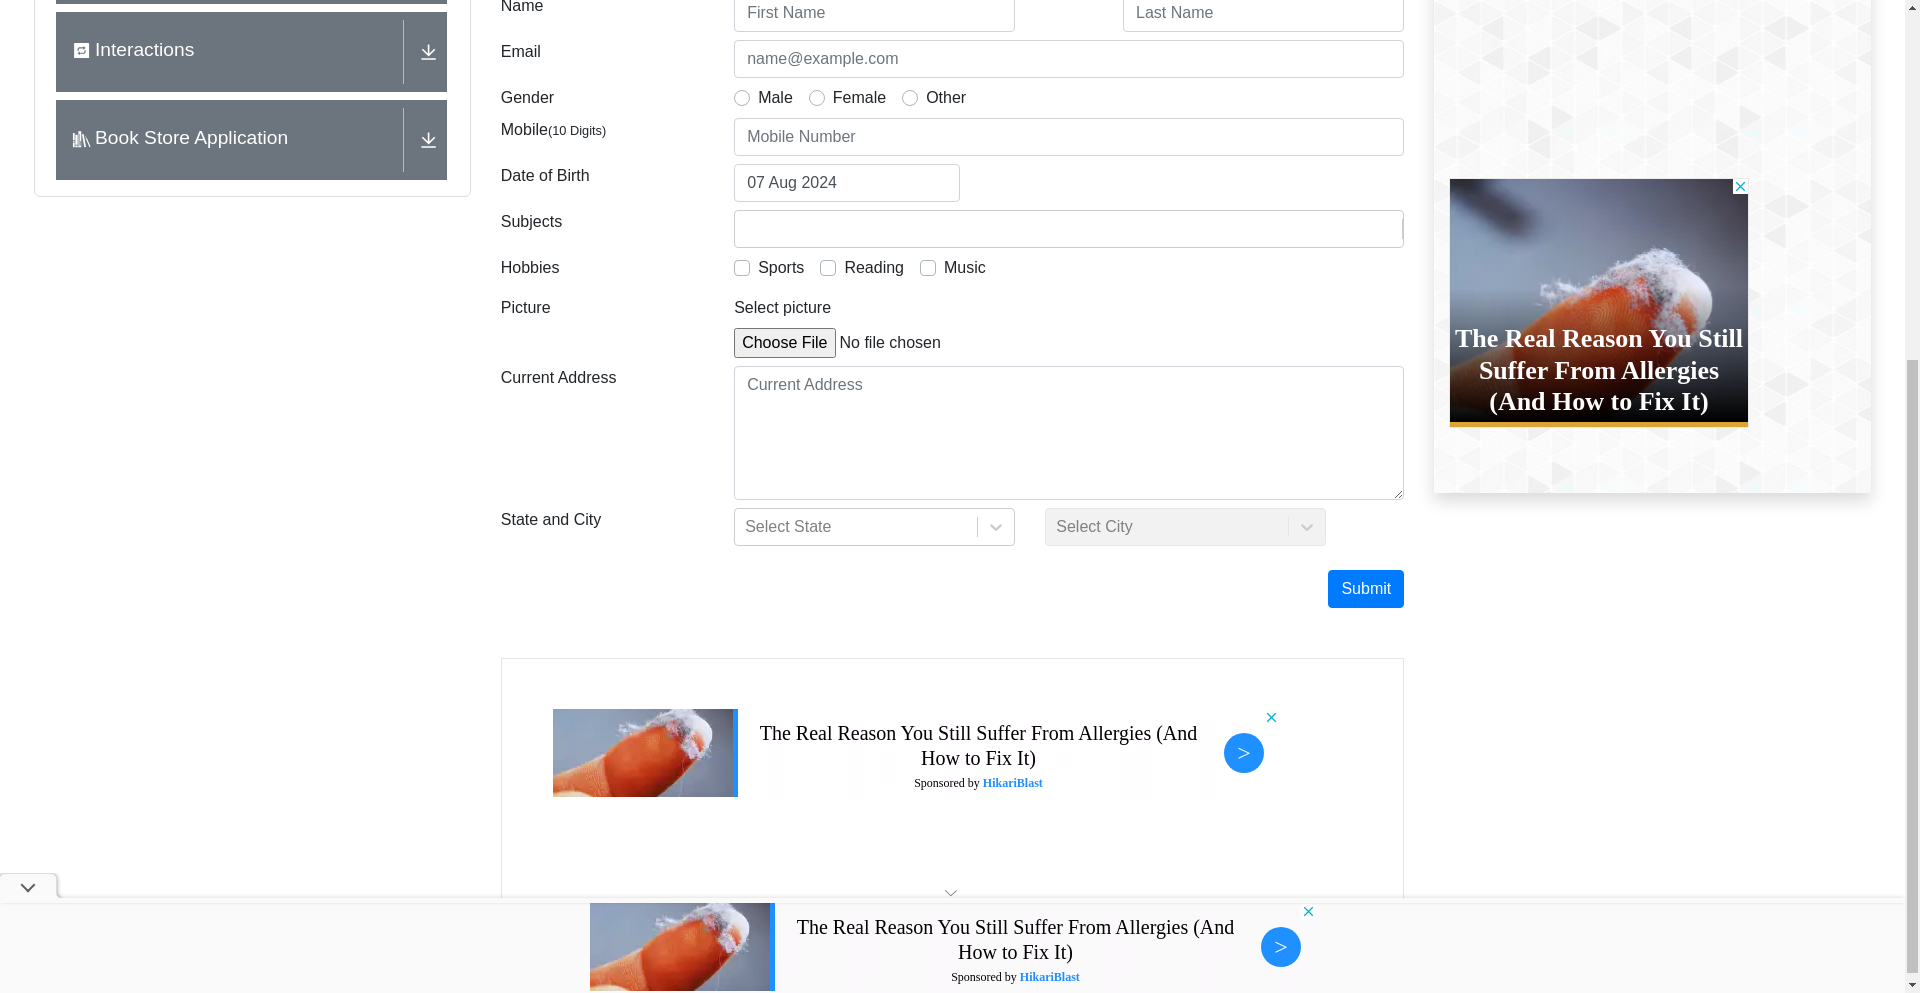 Interactions
Book Store Application
Name
First Name
Last Name
Email
name@example.com
Gender
Male
Female
Other
Mobile(10 Digits)
Mobile Number
Date of Birth
07 Aug 2024
Subjects
Hobbies
Sports
Reading
Music
Picture
Select picture
Choose File
No file chosen
Current Address
Current Address
State and City
Select State
Select City
Submit
The Real Reason You Still
Suffer From Allergies
(And How to Fix It)
The Real Reason You Still Suffer From Allergies (And
How to Fix It)
Sponsored by HikariBlast
>
The Real Reason You Still Suffer From Allergies (And
How to Fix It)
Sponsored by HikariBlast
>